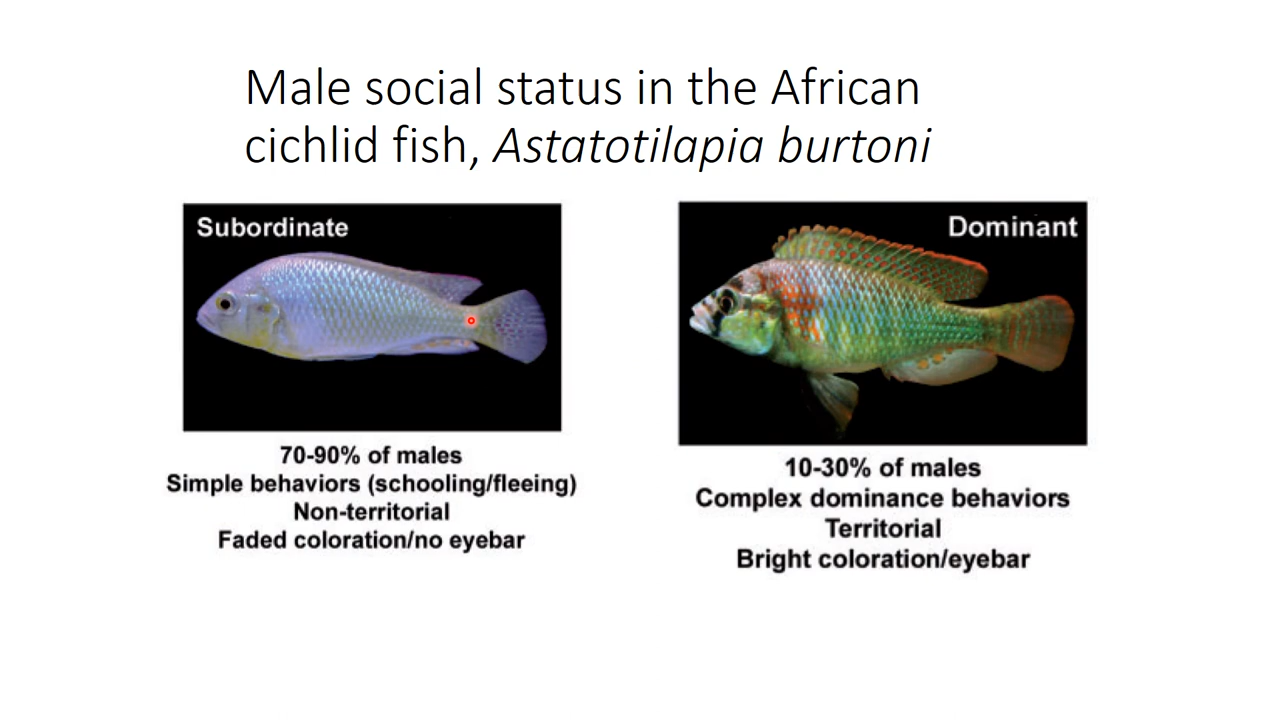 Male social status in the African
cichlid fish, Astatotilapia burtoni
Subordinate
70-90% of males
Simple behaviors (schooling/fleeing)
Non-territorial
Faded coloration/no eyebar
Dominant
10-30% of males
Complex dominance behaviors
Territorial
Bright coloration/eyebar